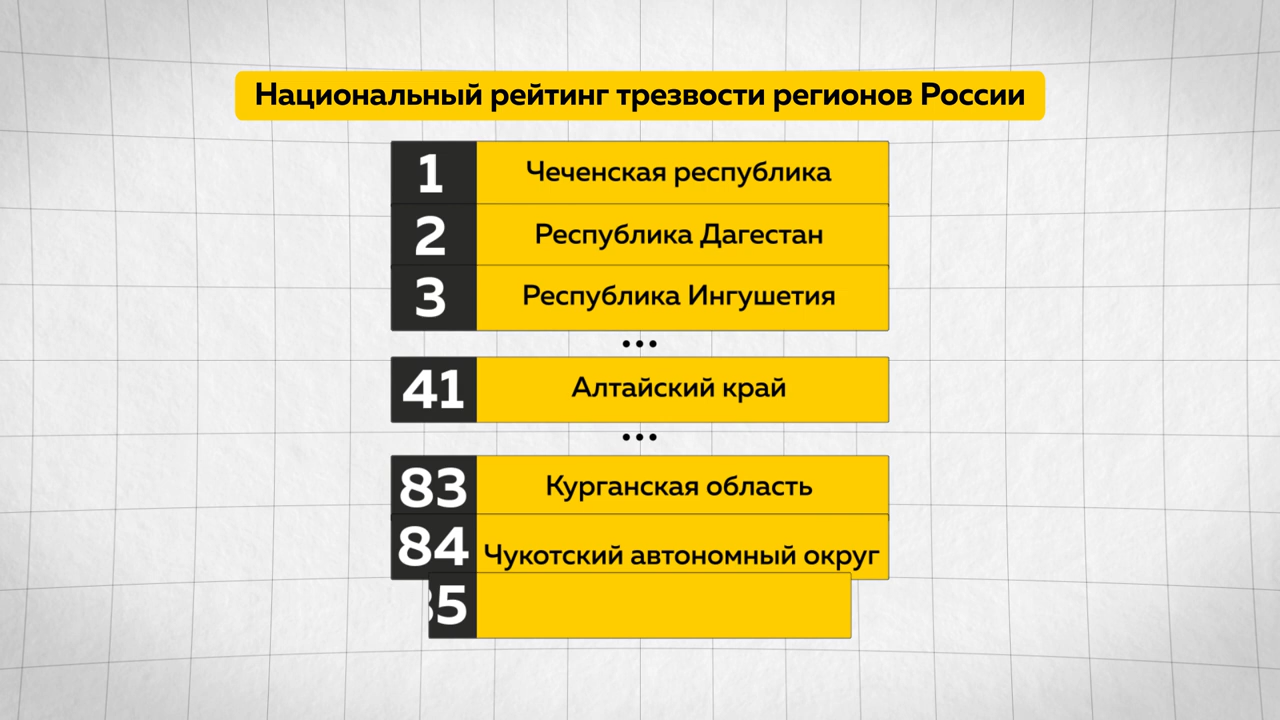 Национальный рейтинг трезвости регионов России
1 Чеченская республика
2 Республика Дагестан
3 Республика Ингушетия
...
41 Алтайский край
...
83 Курганская область
84 Чукотский автономный округ
85